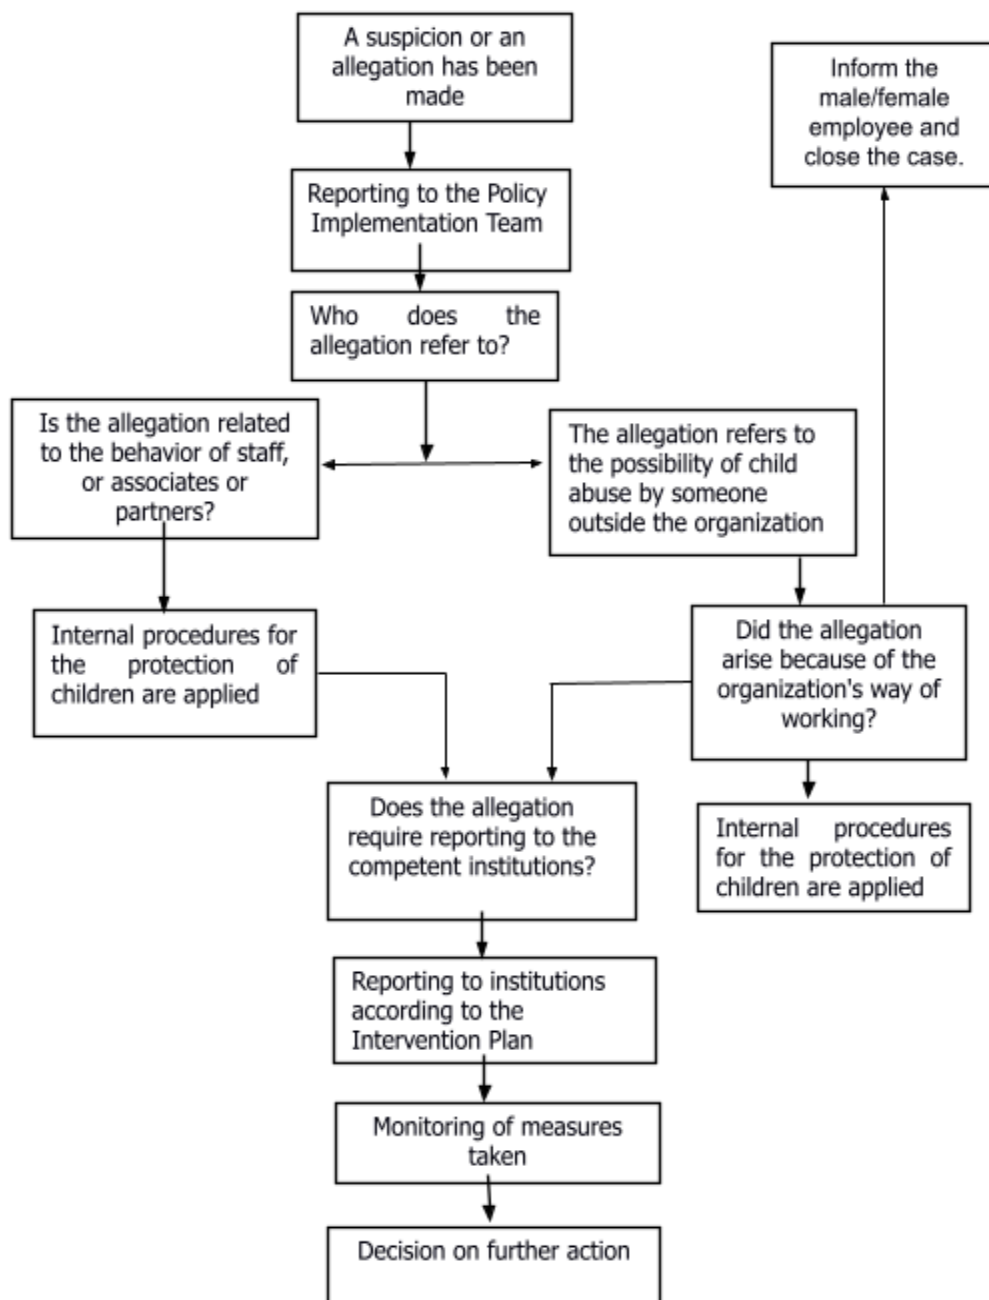 A suspicion or an
allegation has been
made
Inform the
male/female
employee and
close the case.
Reporting to the Policy
Implementation Team
Who does the
allegation refer to?
Is the allegation related
to the behavior of staff,
or associates or
partners?
The allegation refers to
the possibility of child
abuse by someone
outside the organization
Internal procedures for
the protection of
children are applied
Did the allegation
arise because of the
organization's way of
working?
Does the allegation
require reporting to the
competent institutions?
Internal procedures
for the protection of
children are applied
Reporting to institutions
according to the
Intervention Plan
Monitoring of measures
taken
Decision on further action